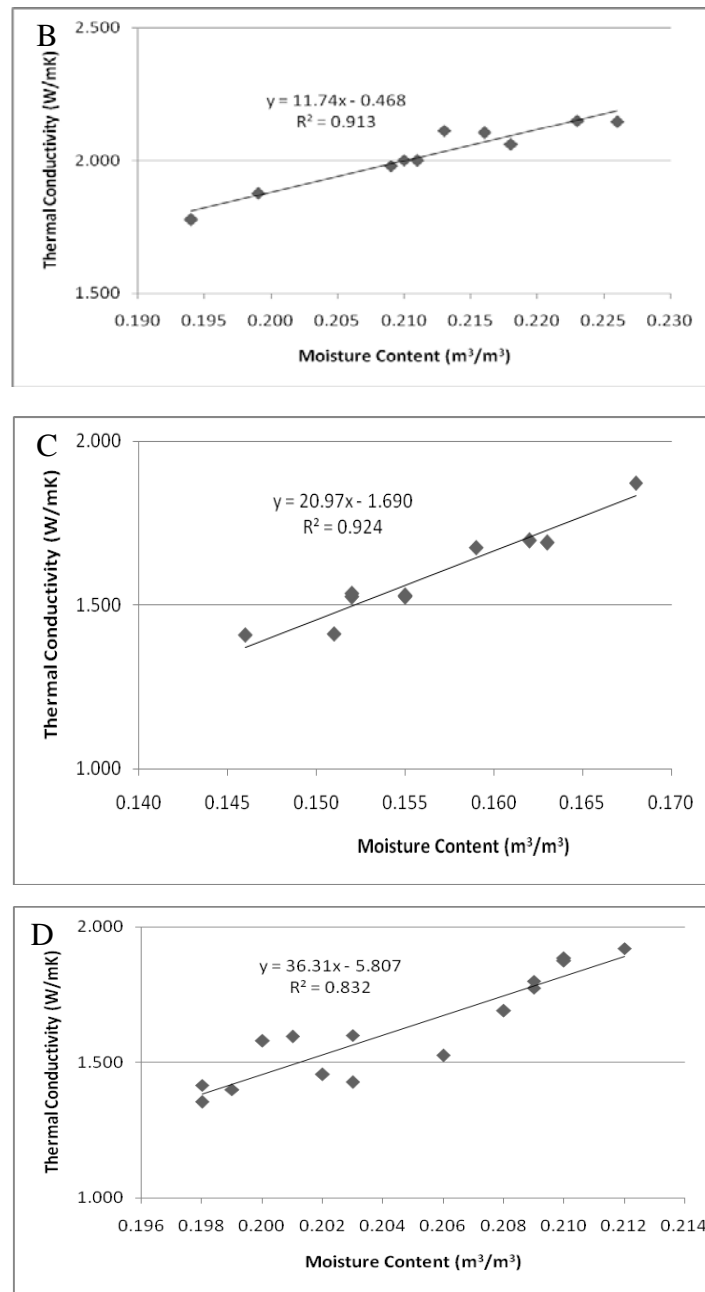 B
2.500
2.000
1.500
Thermal Conductivity (W/mK)
y = 11.74x - 0.468
R² = 0.913
0.190 0.195 0.200 0.205 0.210 0.215 0.220 0.225 0.230
Moisture Content (m³/m³)
C
2.000
1.500
1.000
Thermal Conductivity (W/mK)
y = 20.97x - 1.690
R² = 0.924
0.140 0.145 0.150 0.155 0.160 0.165 0.170
Moisture Content (m³/m³)
D
2.000
1.500
1.000
Thermal Conductivity (W/mK)
y = 36.31x - 5.807
R² = 0.832
0.196 0.198 0.200 0.202 0.204 0.206 0.208 0.210 0.212 0.214
Moisture Content (m³/m³)